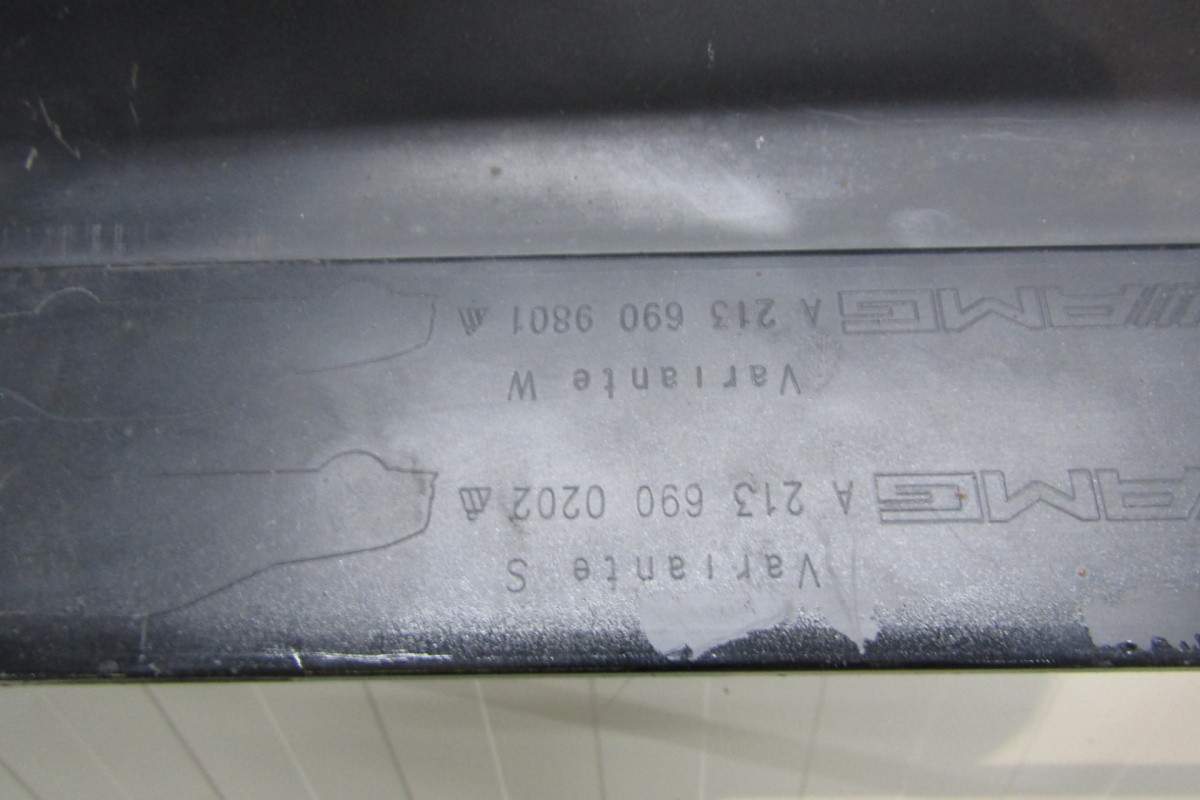 Variante S
AMG A 213 690 0202
Variante W
AMG A 213 690 9801